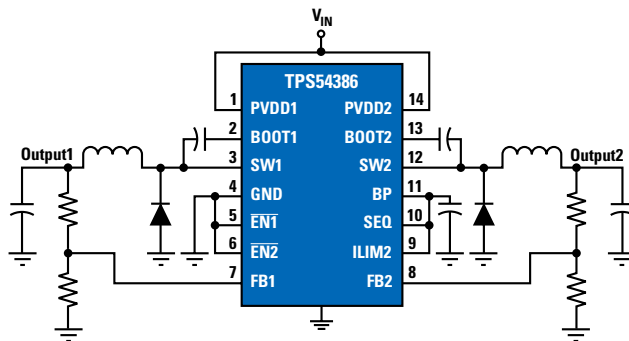 VIN
TPS54386
1 PVDD1 PVDD2 14
2 BOOT1 BOOT2 13
Output1 3 SW1 SW2 12 Output2
4 GND BP 11
5 EN1 SEQ 10
6 EN2 ILIM2 9
7 FB1 FB2 8